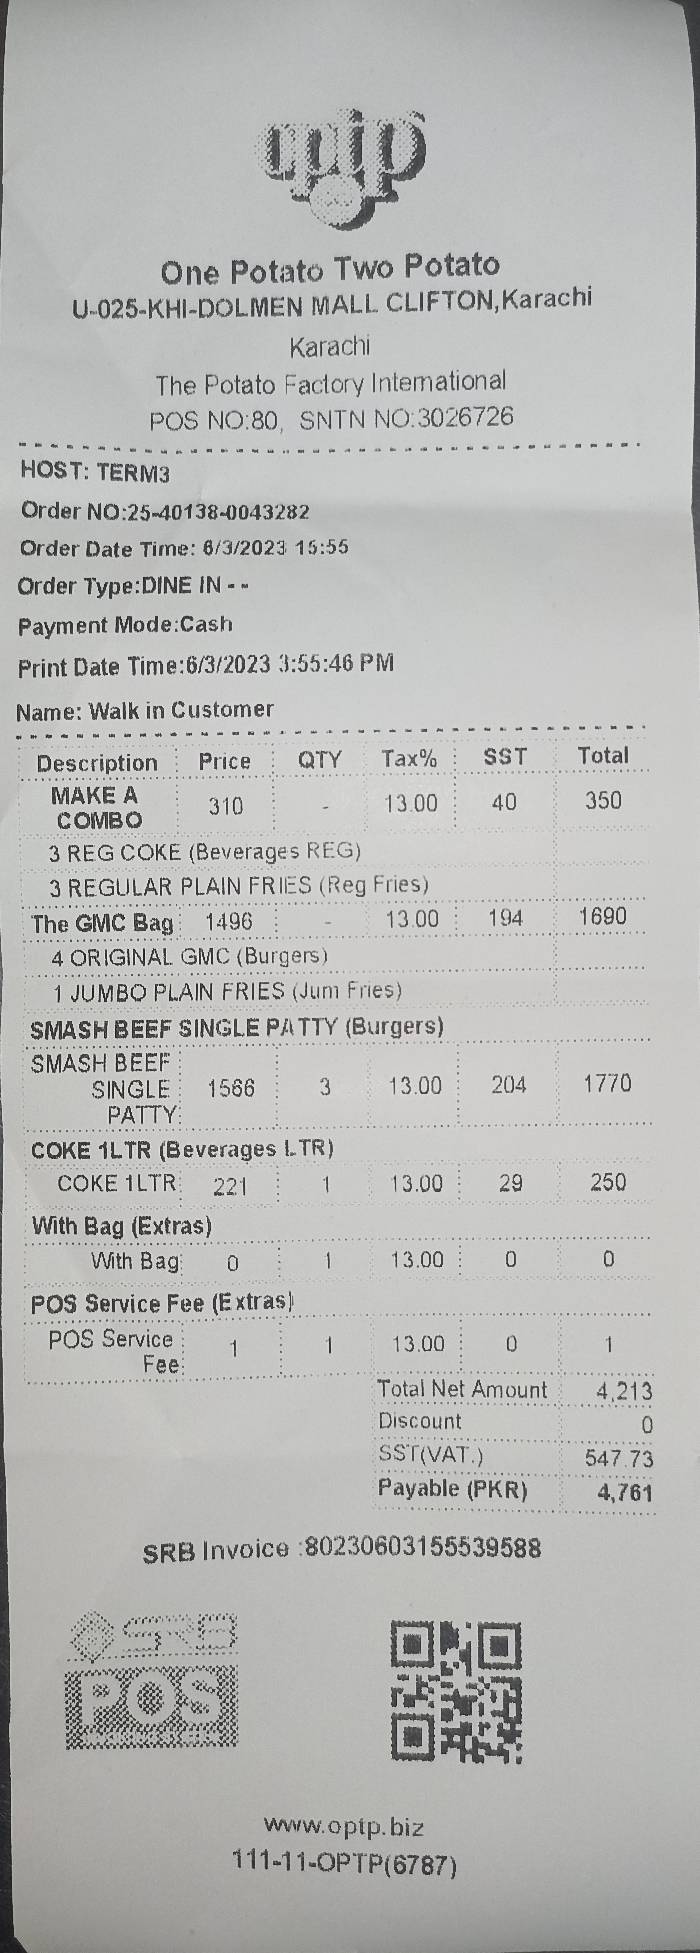 optp
One Potato Two Potato
U-025-KHI-DOLMEN MALL CLIFTON,Karachi
Karachi
The Potato Factory International
POS NO:80, SNTN NO:3026726
HOST: TERM3
Order NO:25-40138-0043282
Order Date Time: 6/3/2023 15:55
Order Type:DINE IN - -
Payment Mode:Cash
Print Date Time:6/3/2023 3:55:46 PM
Name: Walk in Customer
Description Price QTY Tax% SST Total
MAKE A
COMBO 310 - 13.00 40 350
3 REG COKE (Beverages REG)
3 REGULAR PLAIN FRIES (Reg Fries)
The GMC Bag 1496 - 13.00 194 1690
4 ORIGINAL GMC (Burgers)
1 JUMBO PLAIN FRIES (Jum Fries)
SMASH BEEF SINGLE PATTY (Burgers)
SMASH BEEF
SINGLE 1566 3 13.00 204 1770
PATTY
COKE 1LTR (Beverages LTR)
COKE 1LTR 221 1 13.00 29 250
With Bag (Extras)
With Bag 0 1 13.00 0 0
POS Service Fee (Extras)
POS Service
Fee 1 1 13.00 0 1
Total Net Amount 4,213
Discount 0
SST(VAT.) 547.73
Payable (PKR) 4,761
SRB Invoice :80230603155539588
SRB
POS
www.optp.biz
111-11-OPTP(6787)